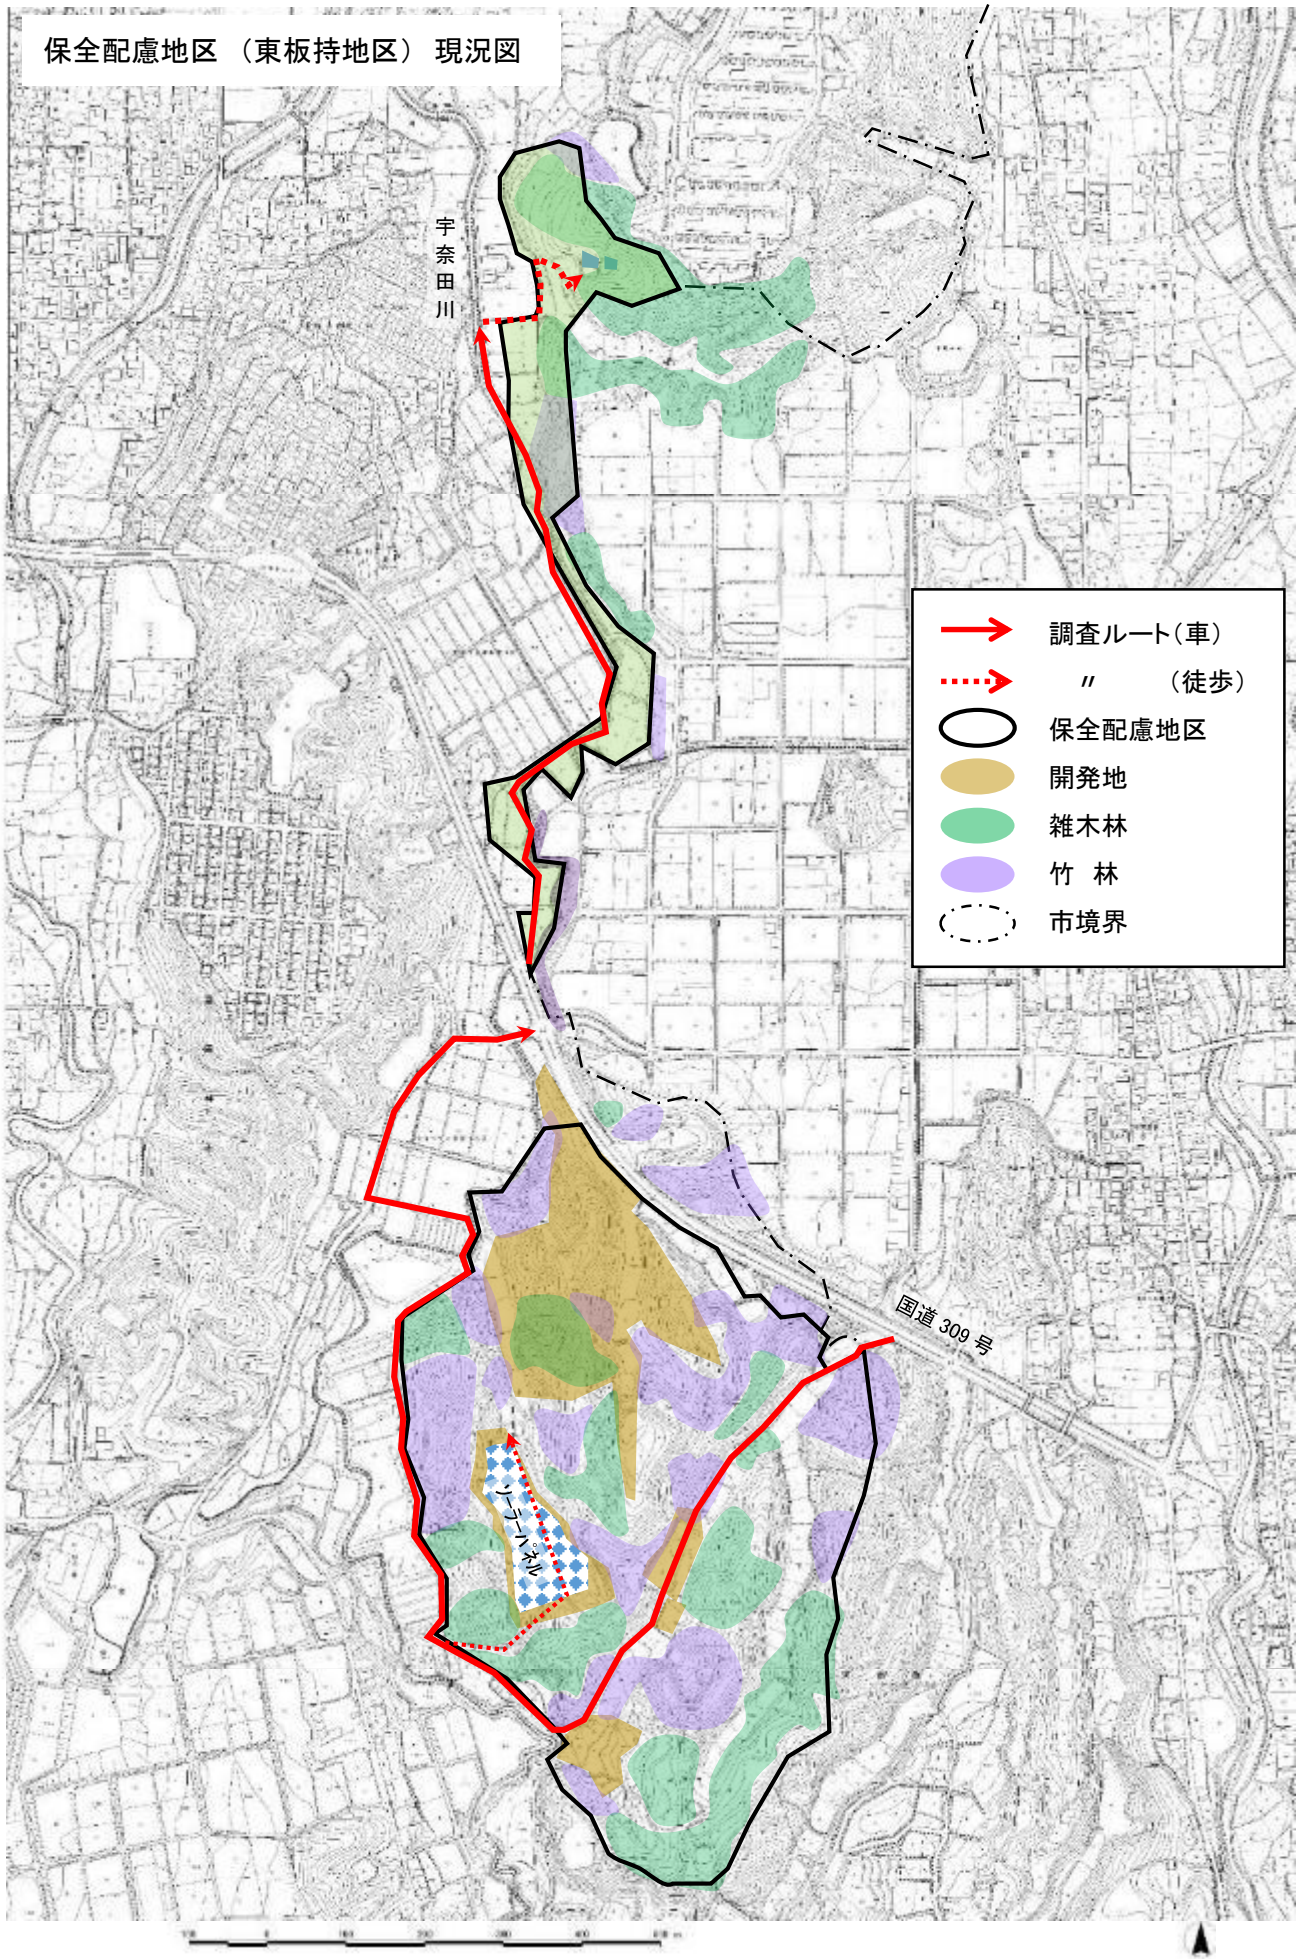 保全配慮地区 （東板持地区） 現況図
宇奈田川
調査ルート（車）
〃 （徒歩）
保全配慮地区
開発地
雑木林
竹 林
市境界
国道 309 号
ソーラーパネル